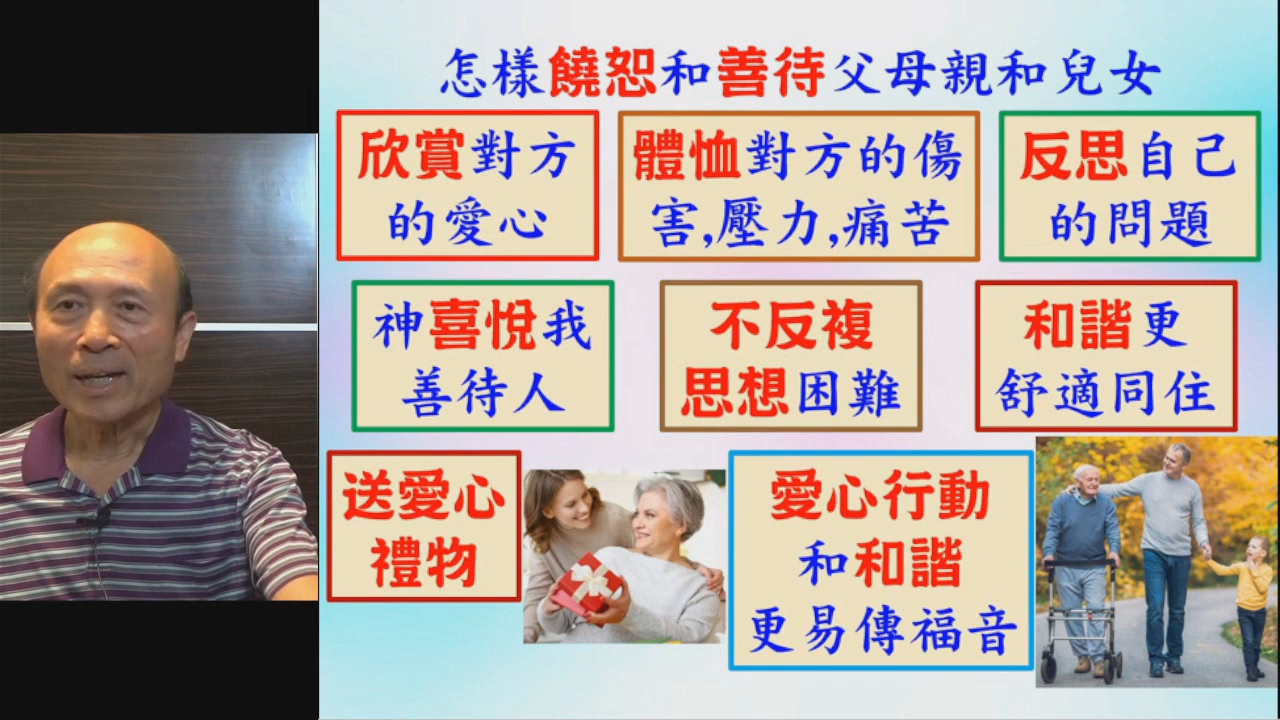 怎樣饒恕和善待父母親和兒女
欣賞對方
的愛心
體恤對方的傷
害,壓力,痛苦
反思自己
的問題
神喜悅我
善待人
不反複
思想困難
和諧更
舒適同住
送愛心
禮物
愛心行動
和和諧
更易傳福音